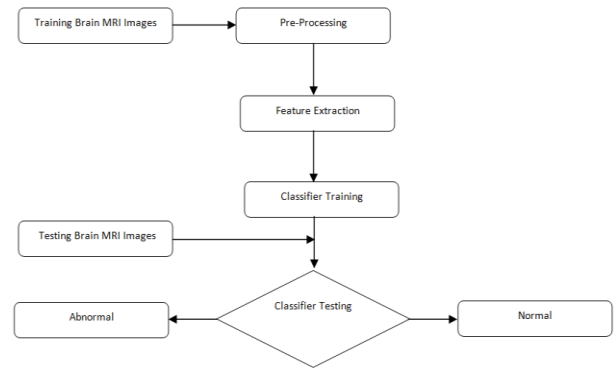 Training Brain MRI Images
Pre-Processing
Feature Extraction
Classifier Training
Testing Brain MRI Images
Classifier Testing
Abnormal
Normal